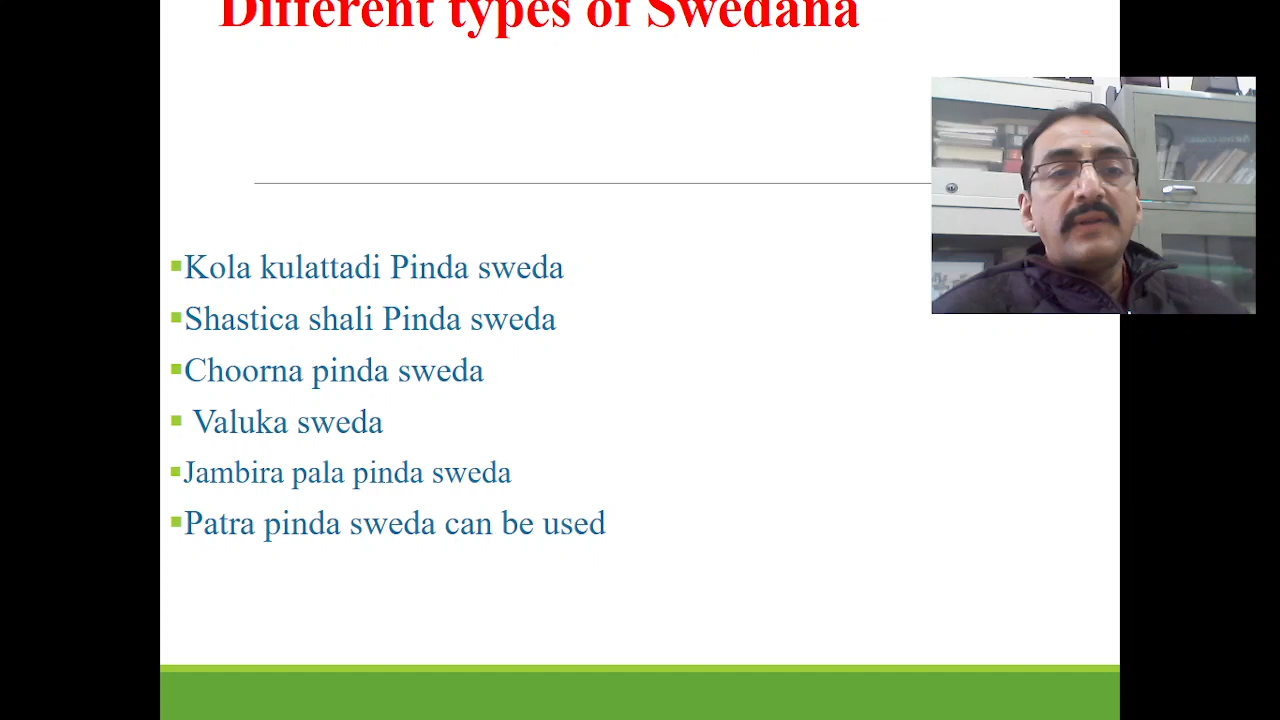 Different types of Swedana
Kola kulattadi Pinda sweda
Shastica shali Pinda sweda
Choorna pinda sweda
Valuka sweda
Jambira pala pinda sweda
Patra pinda sweda can be used